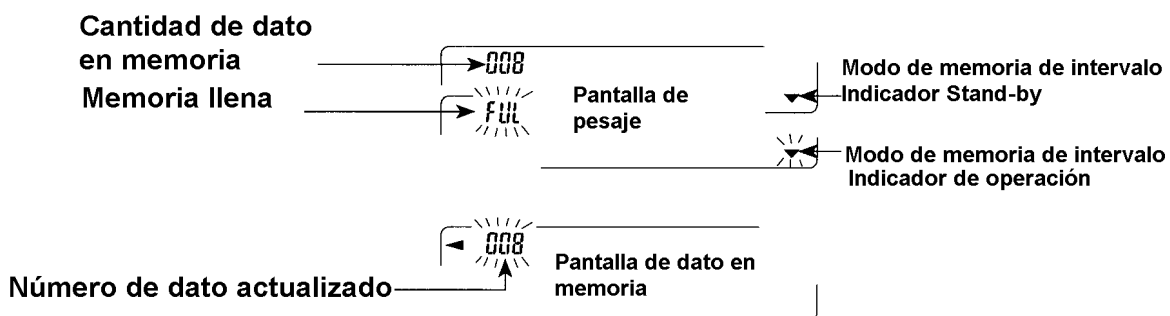 Cantidad de dato
en memoria
008
Memoria llena
FUL
Pantalla de
pesaje
Modo de memoria de intervalo
Indicador Stand-by
Modo de memoria de intervalo
Indicador de operación
008
Pantalla de dato en
memoria
Número de dato actualizado